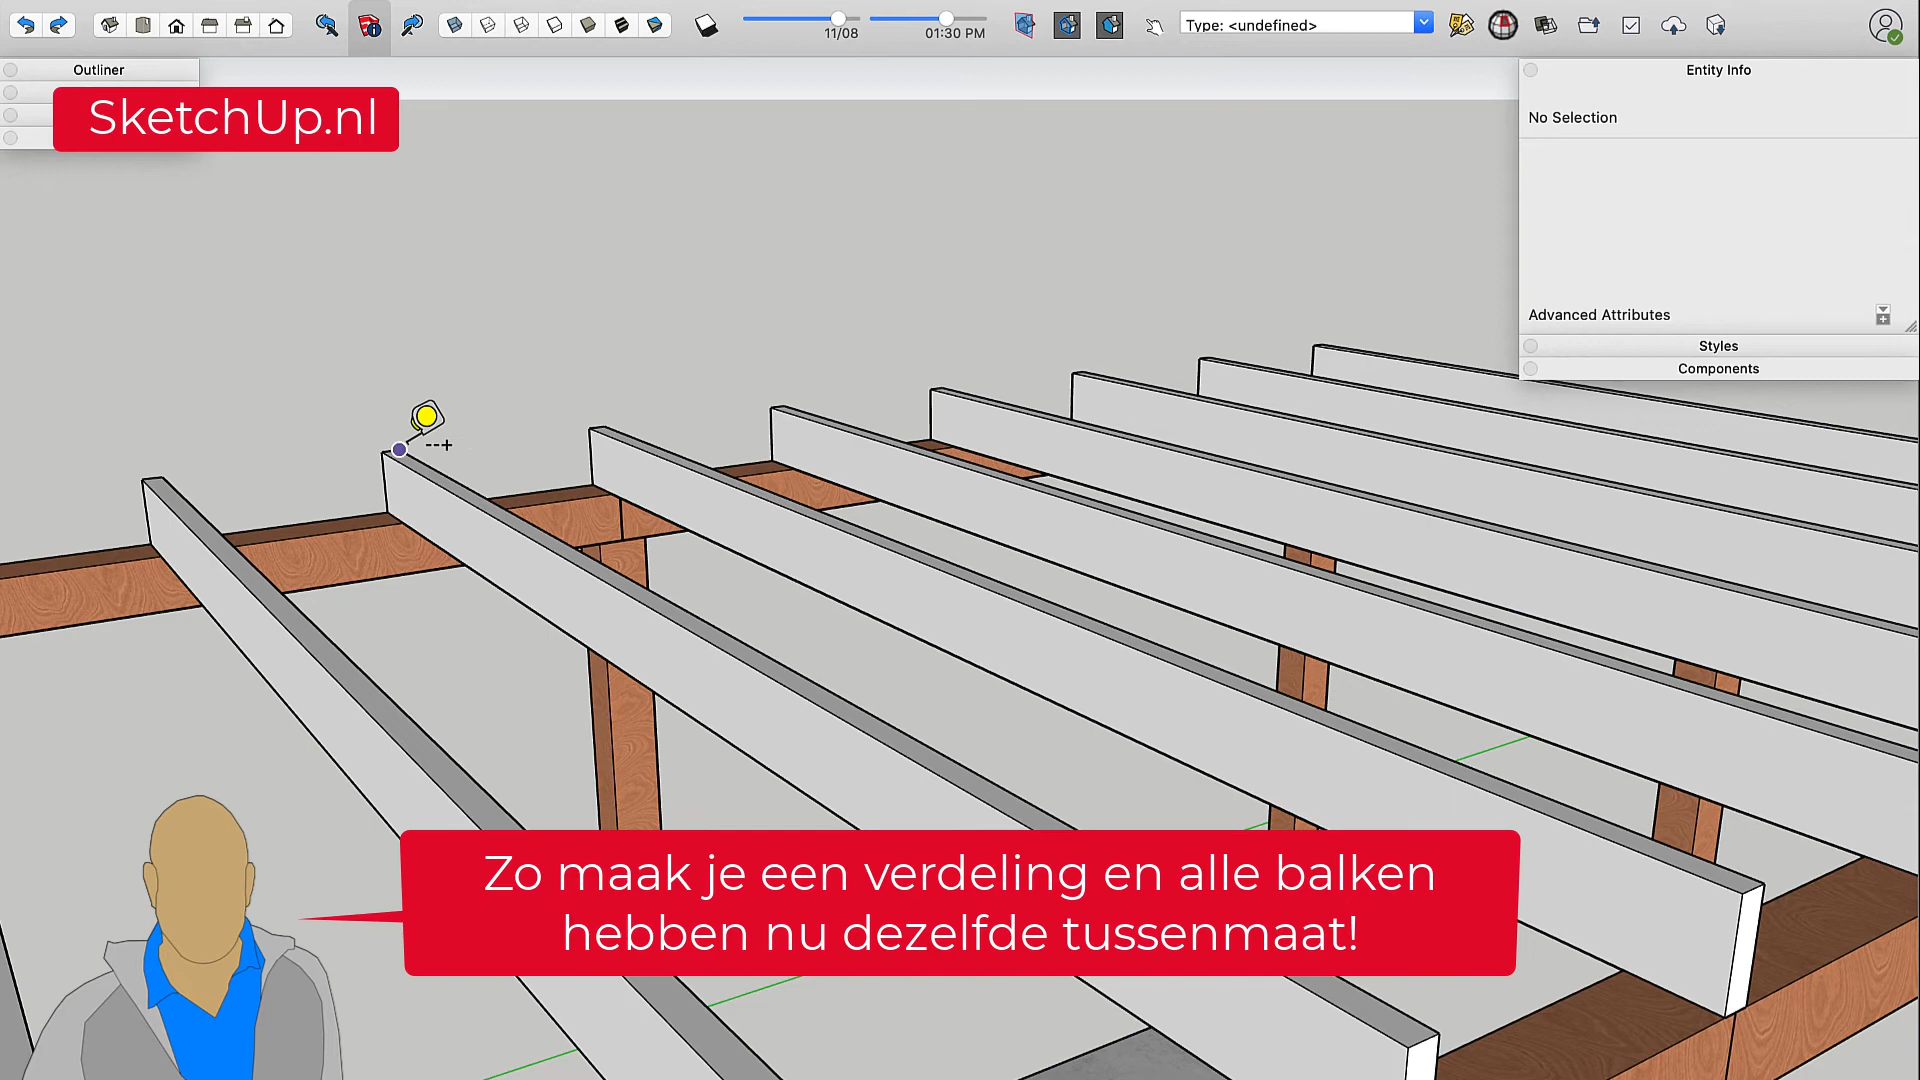 11/08
01:30 PM
Type: <undefined>
Outliner
Entity Info
SketchUp.nl
No Selection
Advanced Attributes
Styles
Components
Zo maak je een verdeling en alle balken
hebben nu dezelfde tussenmaat!